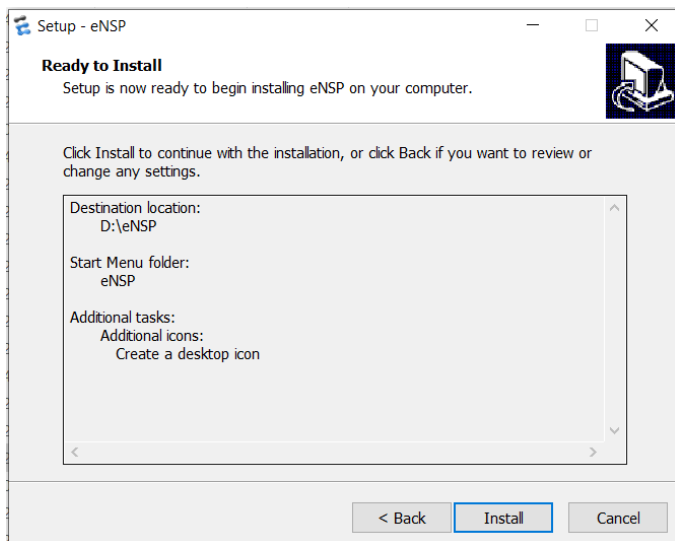 Setup - eNSP
Ready to Install
Setup is now ready to begin installing eNSP on your computer.
Click Install to continue with the installation, or click Back if you want to review or
change any settings.
Destination location:
D:\eNSP
Start Menu folder:
eNSP
Additional tasks:
Additional icons:
Create a desktop icon
< Back
Install
Cancel